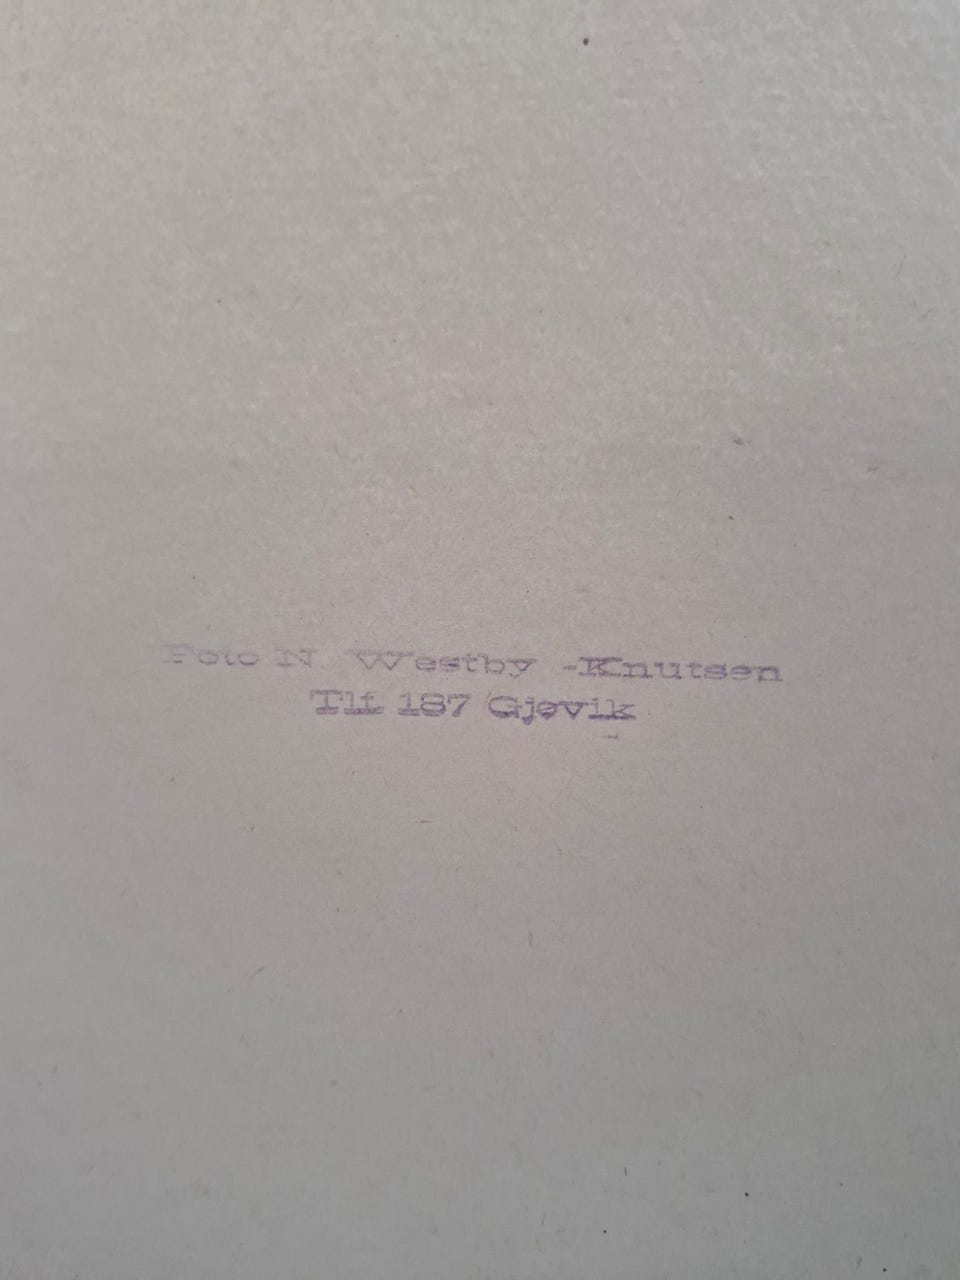 Foto N. Westby -Knutsen
Tlf. 187 Gjøvik